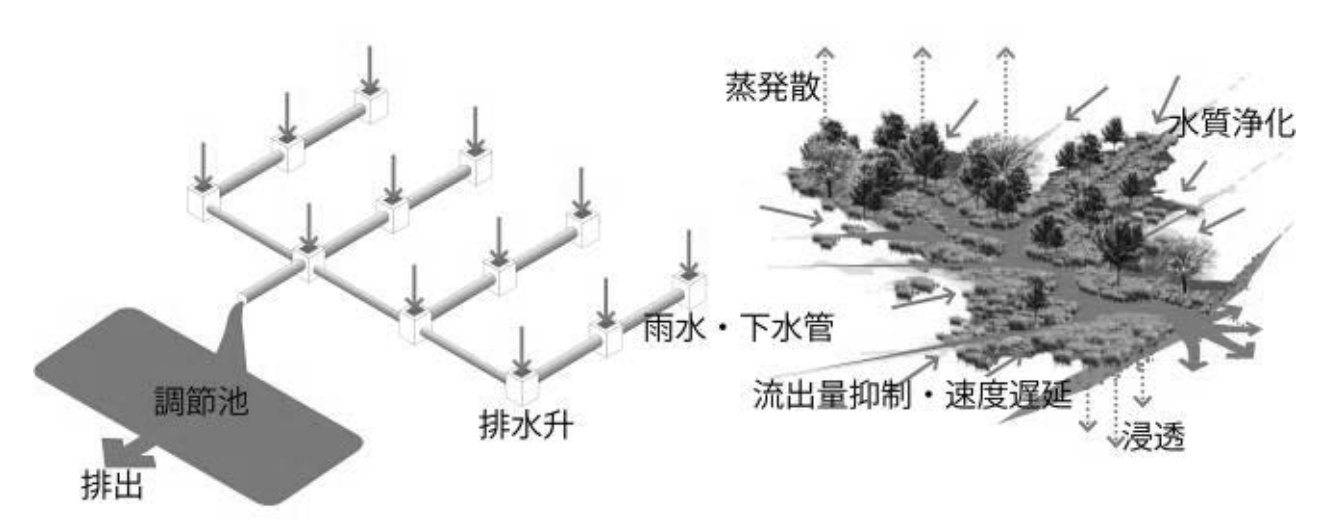 蒸発散
水質浄化
雨水・下水管
調節池
排水升
排出
流出量抑制・速度遅延
浸透